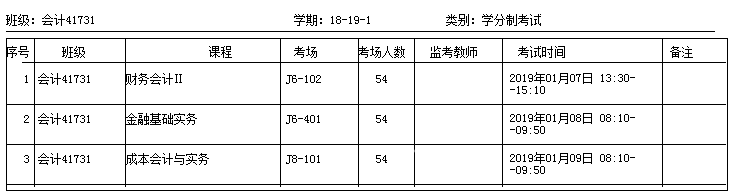 班级: 会计41731 学期: 18-19-1 类别: 学分制考试
序号 班级 课程 考场 考场人数 监考教师 考试时间 备注
1 会计41731 财务会计Ⅱ J6-102 54 2019年01月07日 13:30-
-15:10
2 会计41731 金融基础实务 J6-401 54 2019年01月08日 08:10-
-09:50
3 会计41731 成本会计与实务 J8-101 54 2019年01月09日 08:10-
-09:50